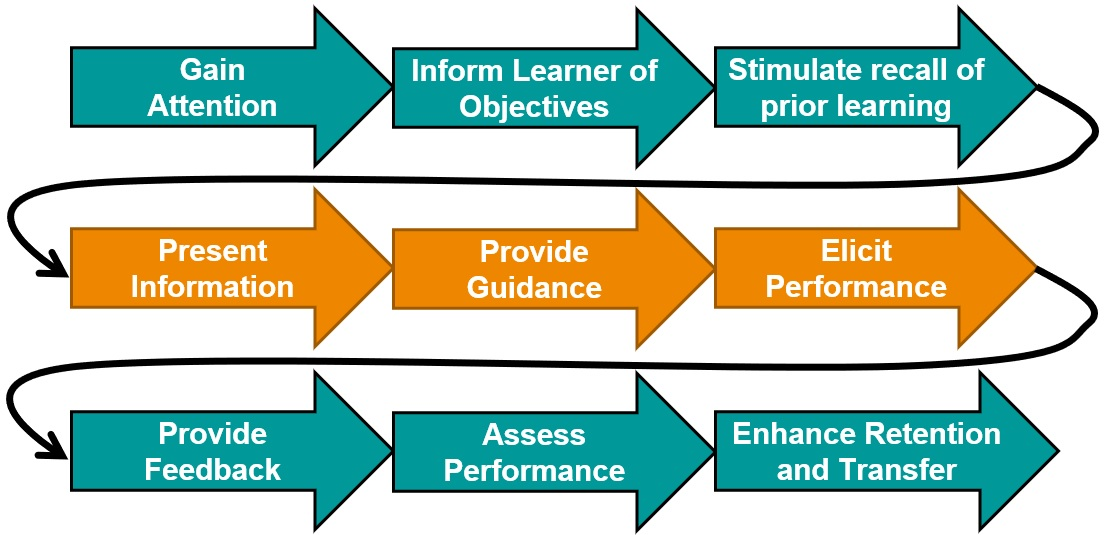 Gain
Attention
Inform Learner of
Objectives
Stimulate recall of
prior learning
Present
Information
Provide
Guidance
Elicit
Performance
Provide
Feedback
Assess
Performance
Enhance Retention
and Transfer